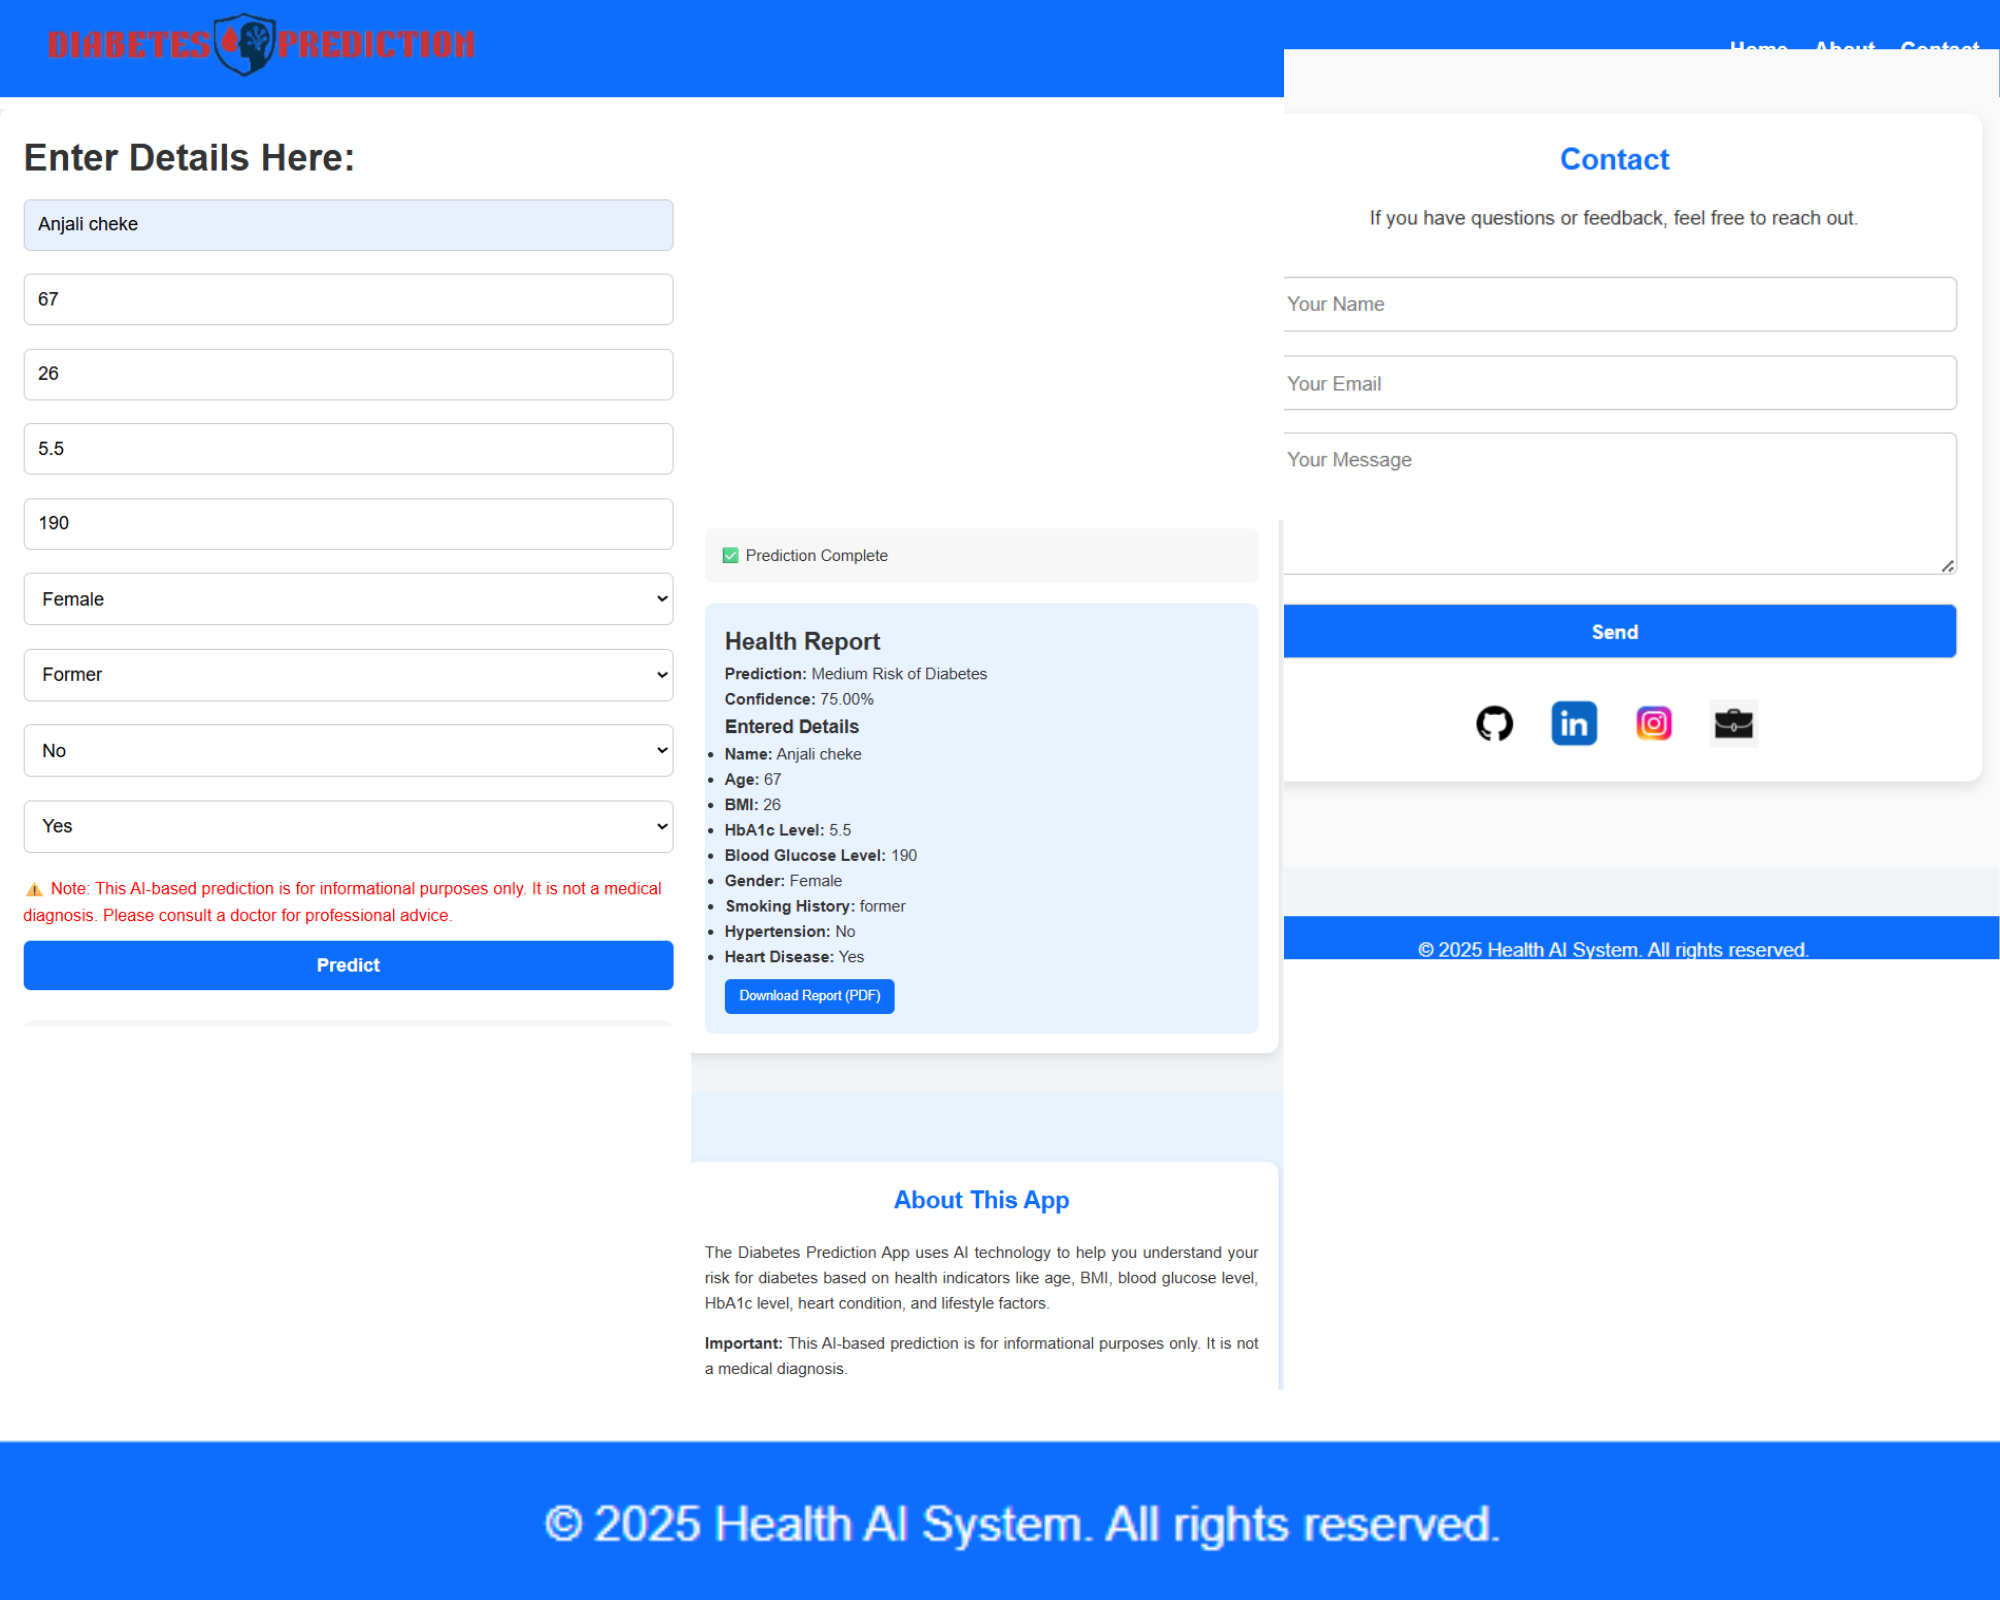 DIABETES PREDICTION
Home About Contact
Enter Details Here:
Anjali cheke
67
26
5.5
190
Female
Former
No
Yes
⚠ Note: This AI-based prediction is for informational purposes only. It is not a medical
diagnosis. Please consult a doctor for professional advice.
Predict
✅ Prediction Complete
Health Report
Prediction: Medium Risk of Diabetes
Confidence: 75.00%
Entered Details
• Name: Anjali cheke
• Age: 67
• BMI: 26
• HbA1c Level: 5.5
• Blood Glucose Level: 190
• Gender: Female
• Smoking History: former
• Hypertension: No
• Heart Disease: Yes
Download Report (PDF)
About This App
The Diabetes Prediction App uses AI technology to help you understand your
risk for diabetes based on health indicators like age, BMI, blood glucose level,
HbA1c level, heart condition, and lifestyle factors.
Important: This AI-based prediction is for informational purposes only. It is not
a medical diagnosis.
Contact
If you have questions or feedback, feel free to reach out.
Your Name
Your Email
Your Message
Send
in
© 2025 Health AI System. All rights reserved.
© 2025 Health AI System. All rights reserved.